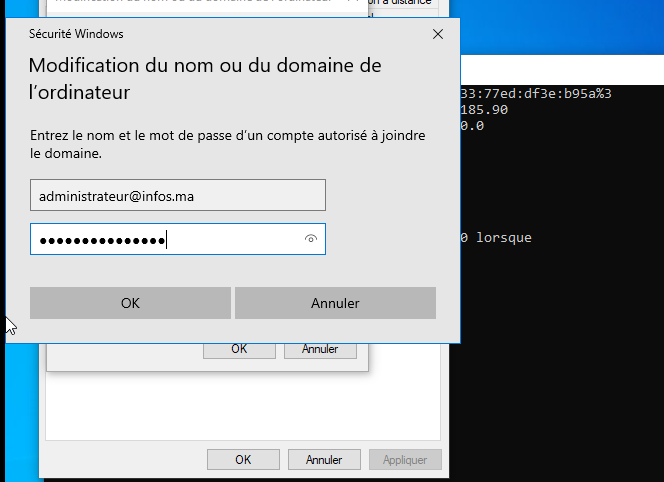 Sécurité Windows
Modification du nom ou du domaine de
l'ordinateur
Entrez le nom et le mot de passe d'un compte autorisé à joindre
le domaine.
administrateur@infos.ma
●●●●●●●●●●●●●●●
OK Annuler
OK Annuler
OK Annuler Appliquer
à distance
33:77ed:df3e:b95a%3
185.90
0.0
0 lorsque